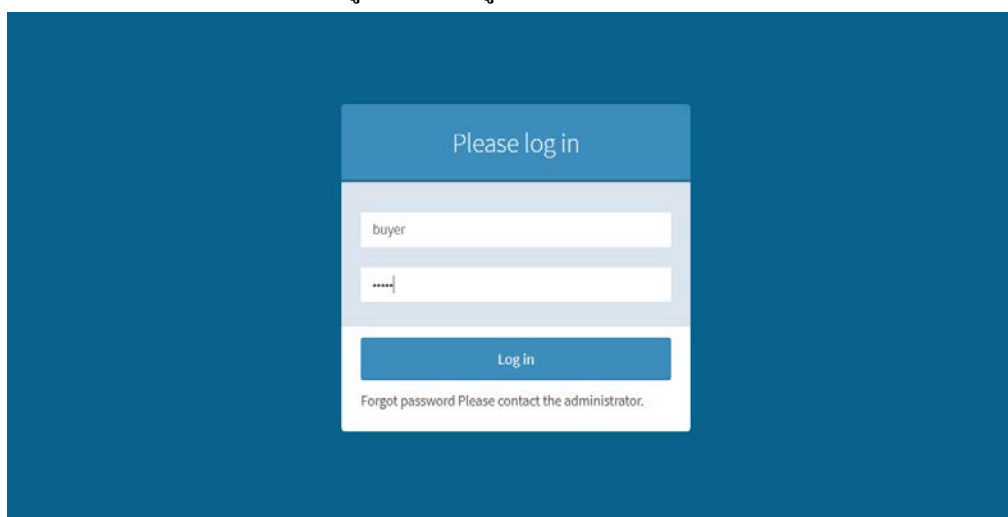 Please log in
buyer
•••••
Log in
Forgot password Please contact the administrator.